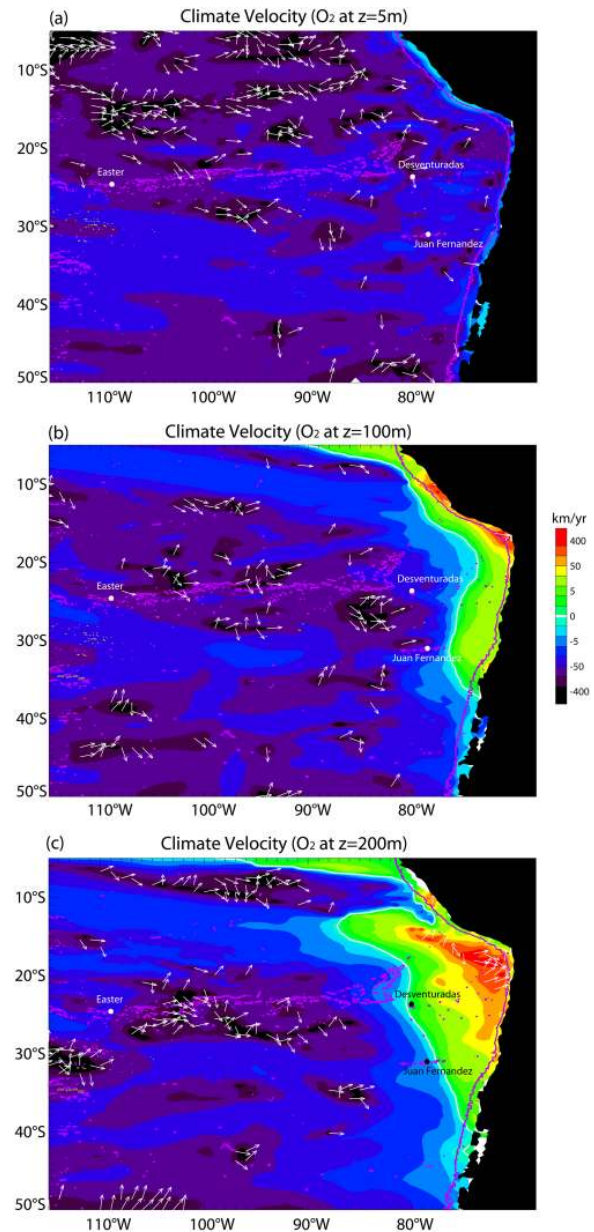 (a) Climate Velocity (O₂ at z=5m)
10°S
20°S
Easter
Desventuradas
30°S
Juan Fernandez
40°S
50°S
110°W 100°W 90°W 80°W
(b) Climate Velocity (O₂ at z=100m)
10°S
km/yr
400
20°S
50
Easter
Desventuradas
5
0
30°S
-5
Juan Fernandez
-50
-400
40°S
50°S
110°W 100°W 90°W 80°W
(c) Climate Velocity (O₂ at z=200m)
10°S
20°S
Easter
Desventuradas
30°S
Juan Fernandez
40°S
50°S
110°W 100°W 90°W 80°W